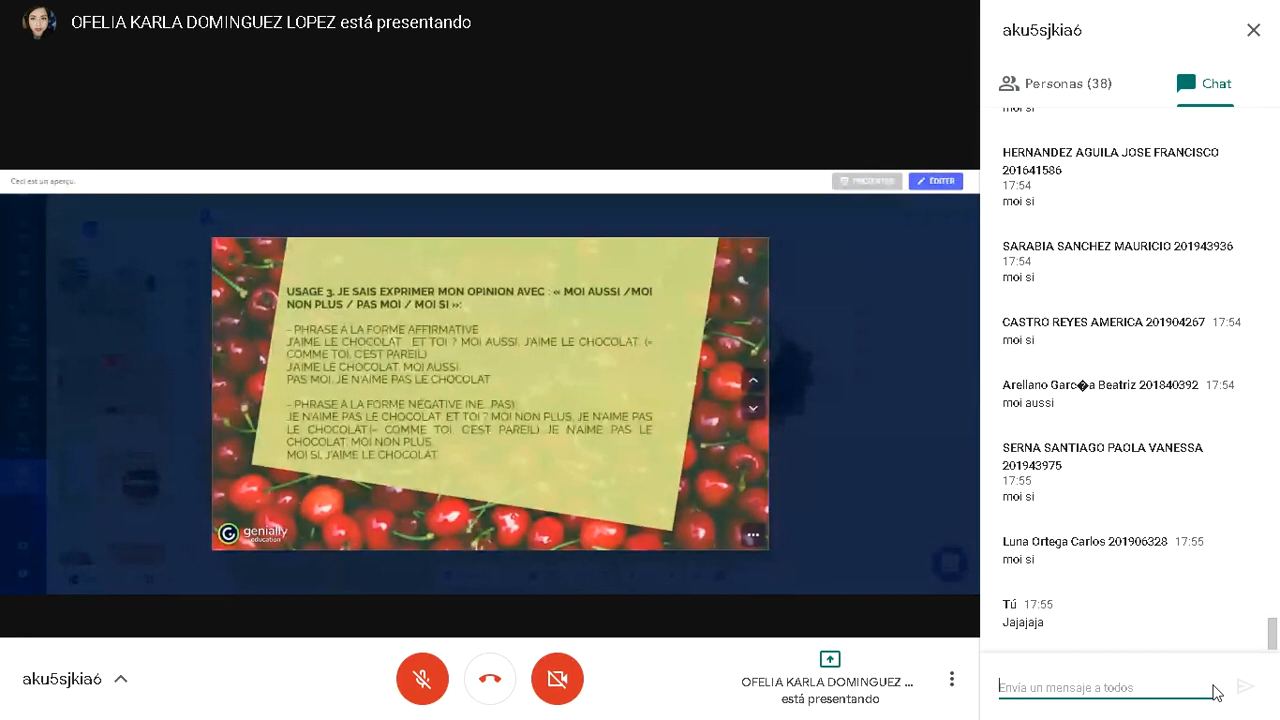 OFELIA KARLA DOMINGUEZ LOPEZ está presentando
Ceci est un aperçu.
ÉDITER
USAGE 3. JE SAIS EXPRIMER MON OPINION AVEC : « MOI AUSSI /MOI
NON PLUS / PAS MOI / MOI SI »:
- PHRASE À LA FORME AFFIRMATIVE
J'AIME LE CHOCOLAT ET TOI ? MOI AUSSI, J'AIME LE CHOCOLAT. (=
COMME TOI, C'EST PAREIL)
J'AIME LE CHOCOLAT. MOI AUSSI
PAS MOI, JE N'AIME PAS LE CHOCOLAT
- PHRASE À LA FORME NÉGATIVE (NE...PAS)
JE N'AIME PAS LE CHOCOLAT ET TOI ? MOI NON PLUS, JE N'AIME PAS
LE CHOCOLAT.(= COMME TOI, C'EST PAREIL) JE N'AIME PAS LE
CHOCOLAT. MOI NON PLUS.
MOI SI, J'AIME LE CHOCOLAT
genially
education
aku5sjkia6
OFELIA KARLA DOMINGUEZ ...
está presentando
aku5sjkia6
Personas (38)
Chat
moi si
HERNANDEZ AGUILA JOSE FRANCISCO
201641586
17:54
moi si
SARABIA SANCHEZ MAURICIO 201943936
17:54
moi si
CASTRO REYES AMERICA 201904267 17:54
moi si
Arellano Garc�a Beatriz 201840392 17:54
moi aussi
SERNA SANTIAGO PAOLA VANESSA
201943975
17:55
moi si
Luna Ortega Carlos 201906328 17:55
moi si
Tú 17:55
Jajajaja
Envía un mensaje a todos